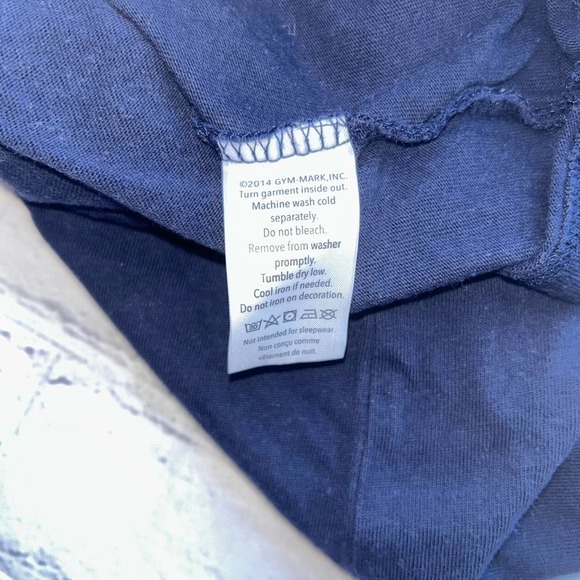 ©2014 GYM-MARK,INC.
Turn garment inside out.
Machine wash cold
separately.
Do not bleach.
Remove from washer
promptly.
Tumble dry low.
Cool iron if needed.
Do not iron on decoration.
Not intended for sleepwear.
Non conçu comme
vêtement de nuit.